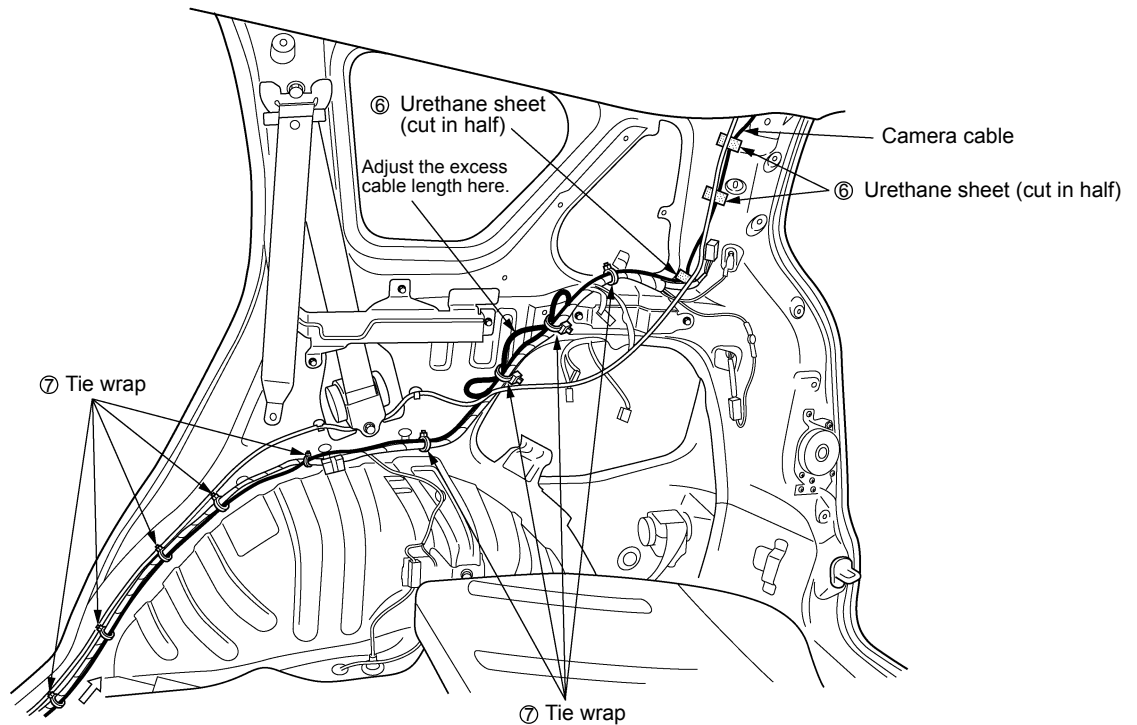 ⑥ Urethane sheet
(cut in half)
Camera cable
Adjust the excess
cable length here.
⑥ Urethane sheet (cut in half)
⑦ Tie wrap
⑦ Tie wrap